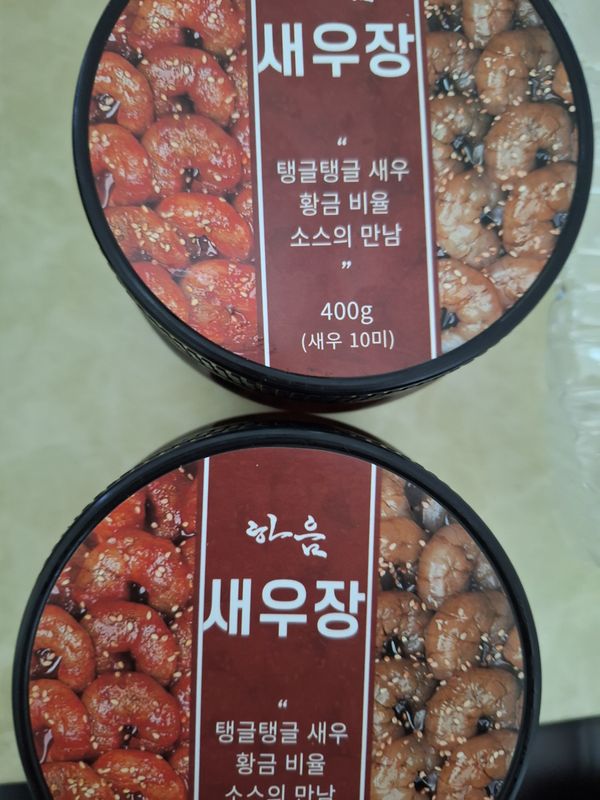 새우장
“
탱글탱글 새우
황금 비율
소스의 만남
”
400g
(새우 10미)
하음
새우장
“
탱글탱글 새우
황금 비율
소스의 만남